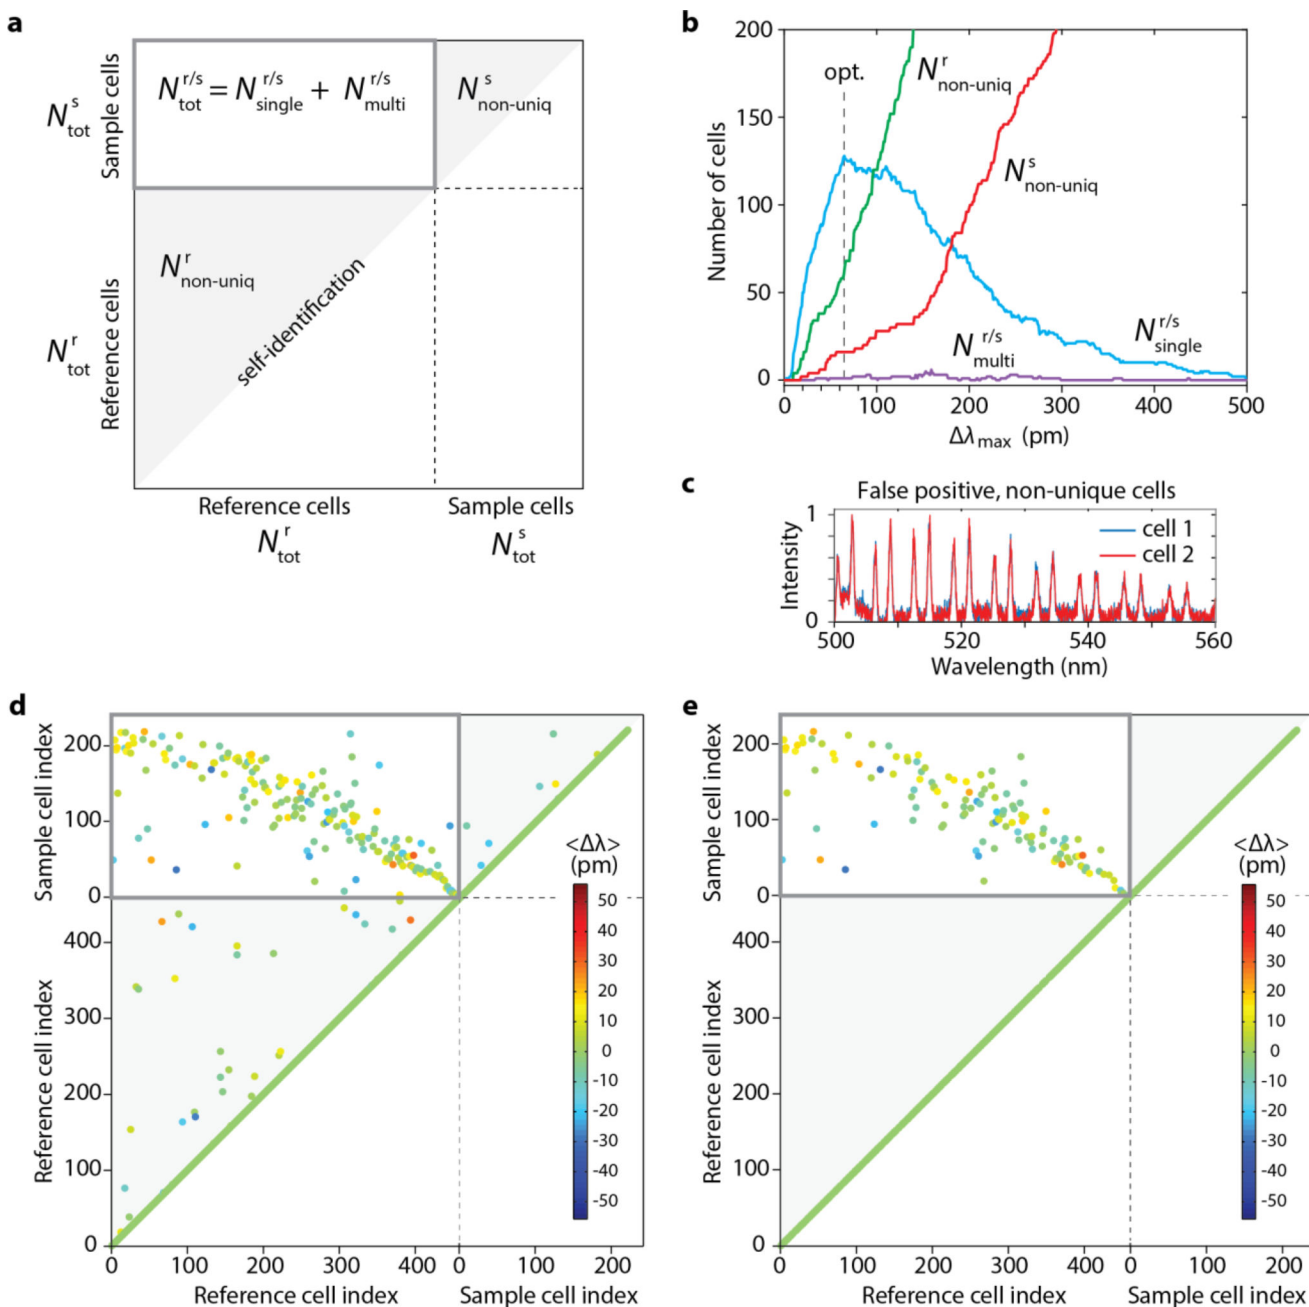 a
Sample cells
N^s_tot
N^r/s_tot = N^r/s_single + N^r/s_multi
N^s_non-uniq
Reference cells
N^r_tot
N^r_non-uniq
self-identification
Reference cells
N^r_tot
Sample cells
N^s_tot
b
Number of cells
200
150
100
50
0
opt.
N^r_non-uniq
N^s_non-uniq
N^r/s_multi
N^r/s_single
0 100 200 300 400 500
Δλ_max (pm)
c
False positive, non-unique cells
Intensity
1
0
cell 1
cell 2
500 520 540 560
Wavelength (nm)
d
Sample cell index
200
100
0
Reference cell index
400
300
200
100
0
<Δλ>
(pm)
50
40
30
20
10
0
-10
-20
-30
-40
-50
0 100 200 300 400 0 100 200
Reference cell index
Sample cell index
e
Sample cell index
200
100
0
Reference cell index
400
300
200
100
0
<Δλ>
(pm)
50
40
30
20
10
0
-10
-20
-30
-40
-50
0 100 200 300 400 0 100 200
Reference cell index
Sample cell index